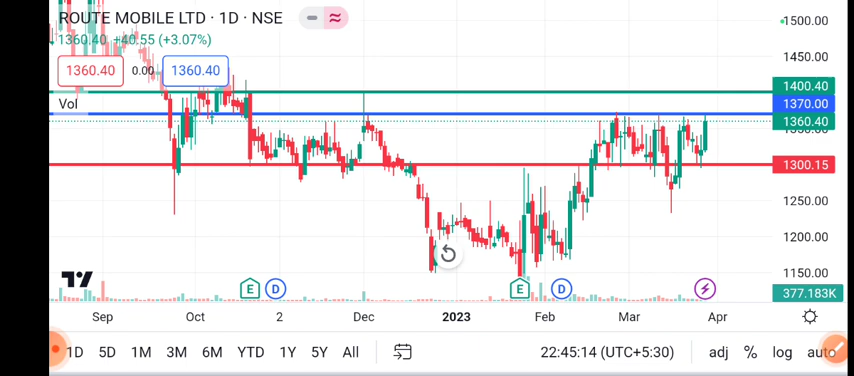 ROUTE MOBILE LTD · 1D · NSE
1500.00
1360.40 +40.55 (+3.07%)
1450.00
1360.40 0.00 1360.40
1400.40
Vol
1370.00
1360.40
1300.15
1250.00
1200.00
1150.00
E D E D
377.183K
Sep Oct 2 Dec 2023 Feb Mar Apr
1D 5D 1M 3M 6M YTD 1Y 5Y All 22:45:14 (UTC+5:30) adj % log auto